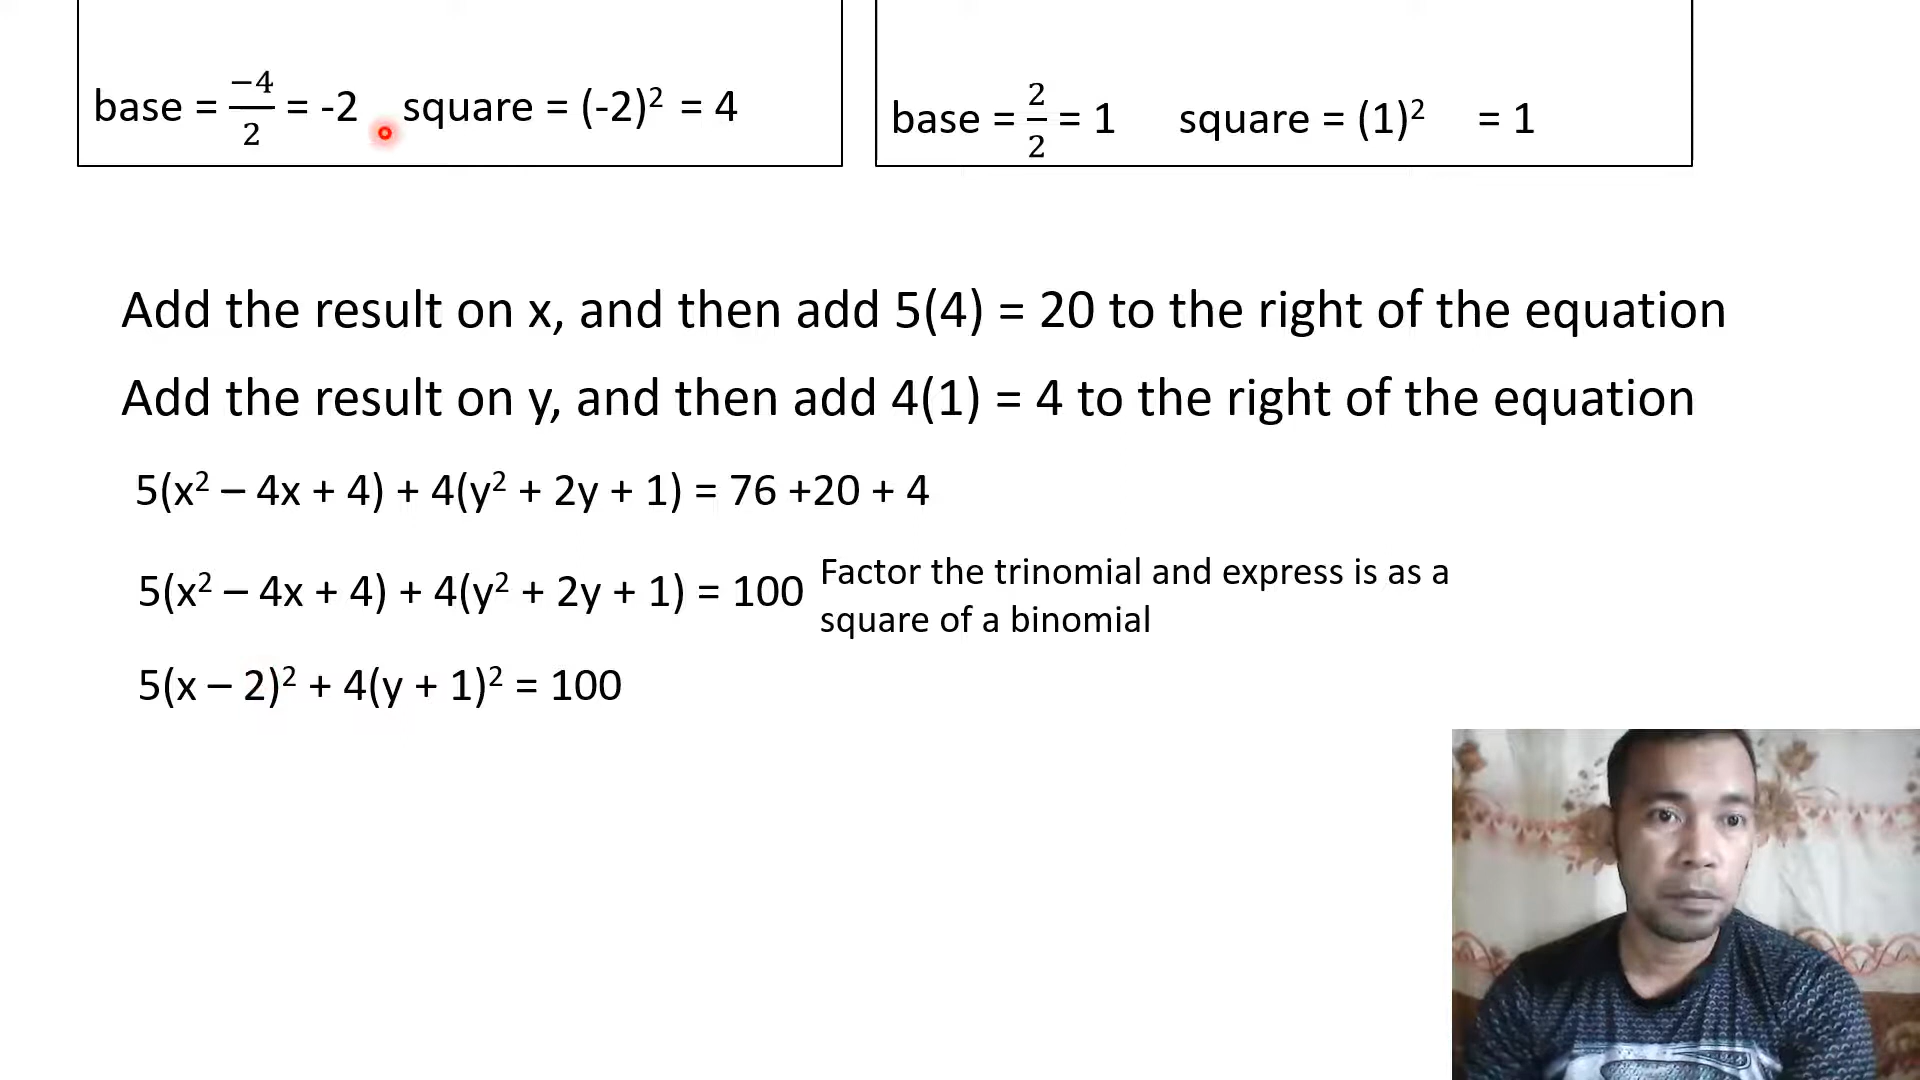 base = −4/2 = -2 square = (-2)² = 4
base = 2/2 = 1 square = (1)² = 1
Add the result on x, and then add 5(4) = 20 to the right of the equation
Add the result on y, and then add 4(1) = 4 to the right of the equation
5(x² – 4x + 4) + 4(y² + 2y + 1) = 76 +20 + 4
5(x² – 4x + 4) + 4(y² + 2y + 1) = 100
Factor the trinomial and express is as a
square of a binomial
5(x – 2)² + 4(y + 1)² = 100